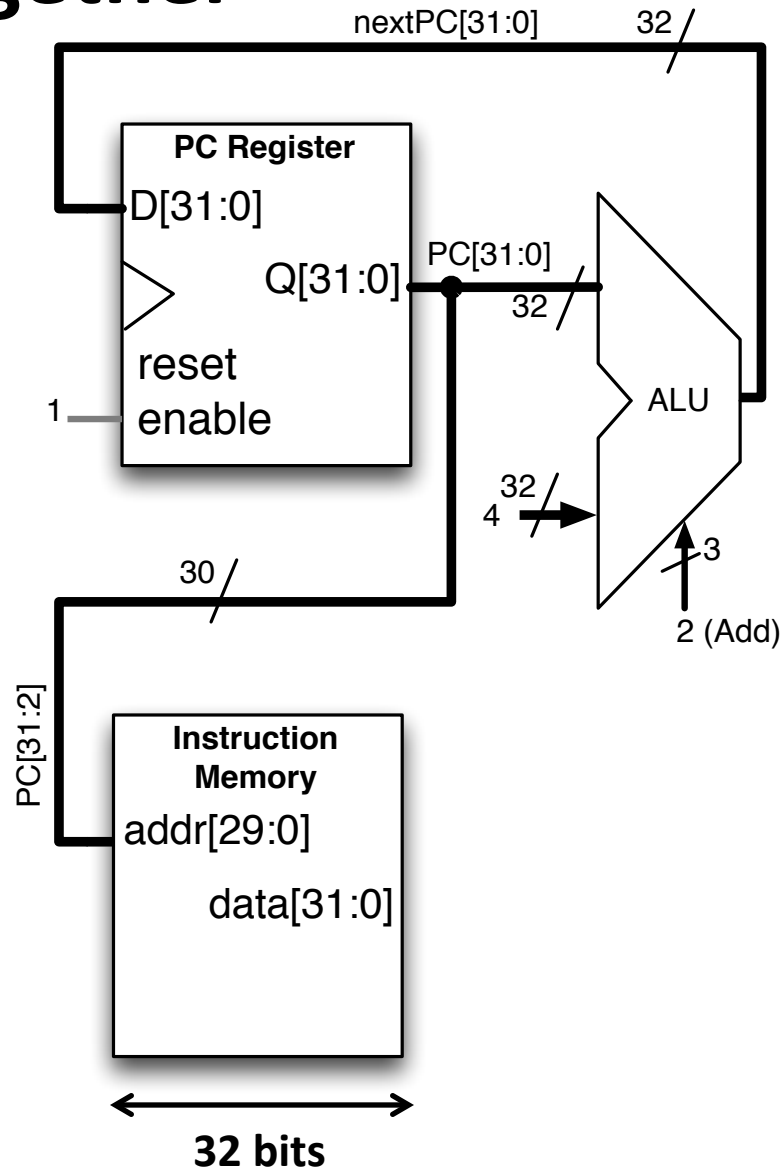 nextPC[31:0]
32
PC Register
D[31:0]
Q[31:0]
PC[31:0]
32
reset
1
enable
ALU
32
4
3
2 (Add)
30
PC[31:2]
Instruction
Memory
addr[29:0]
data[31:0]
32 bits